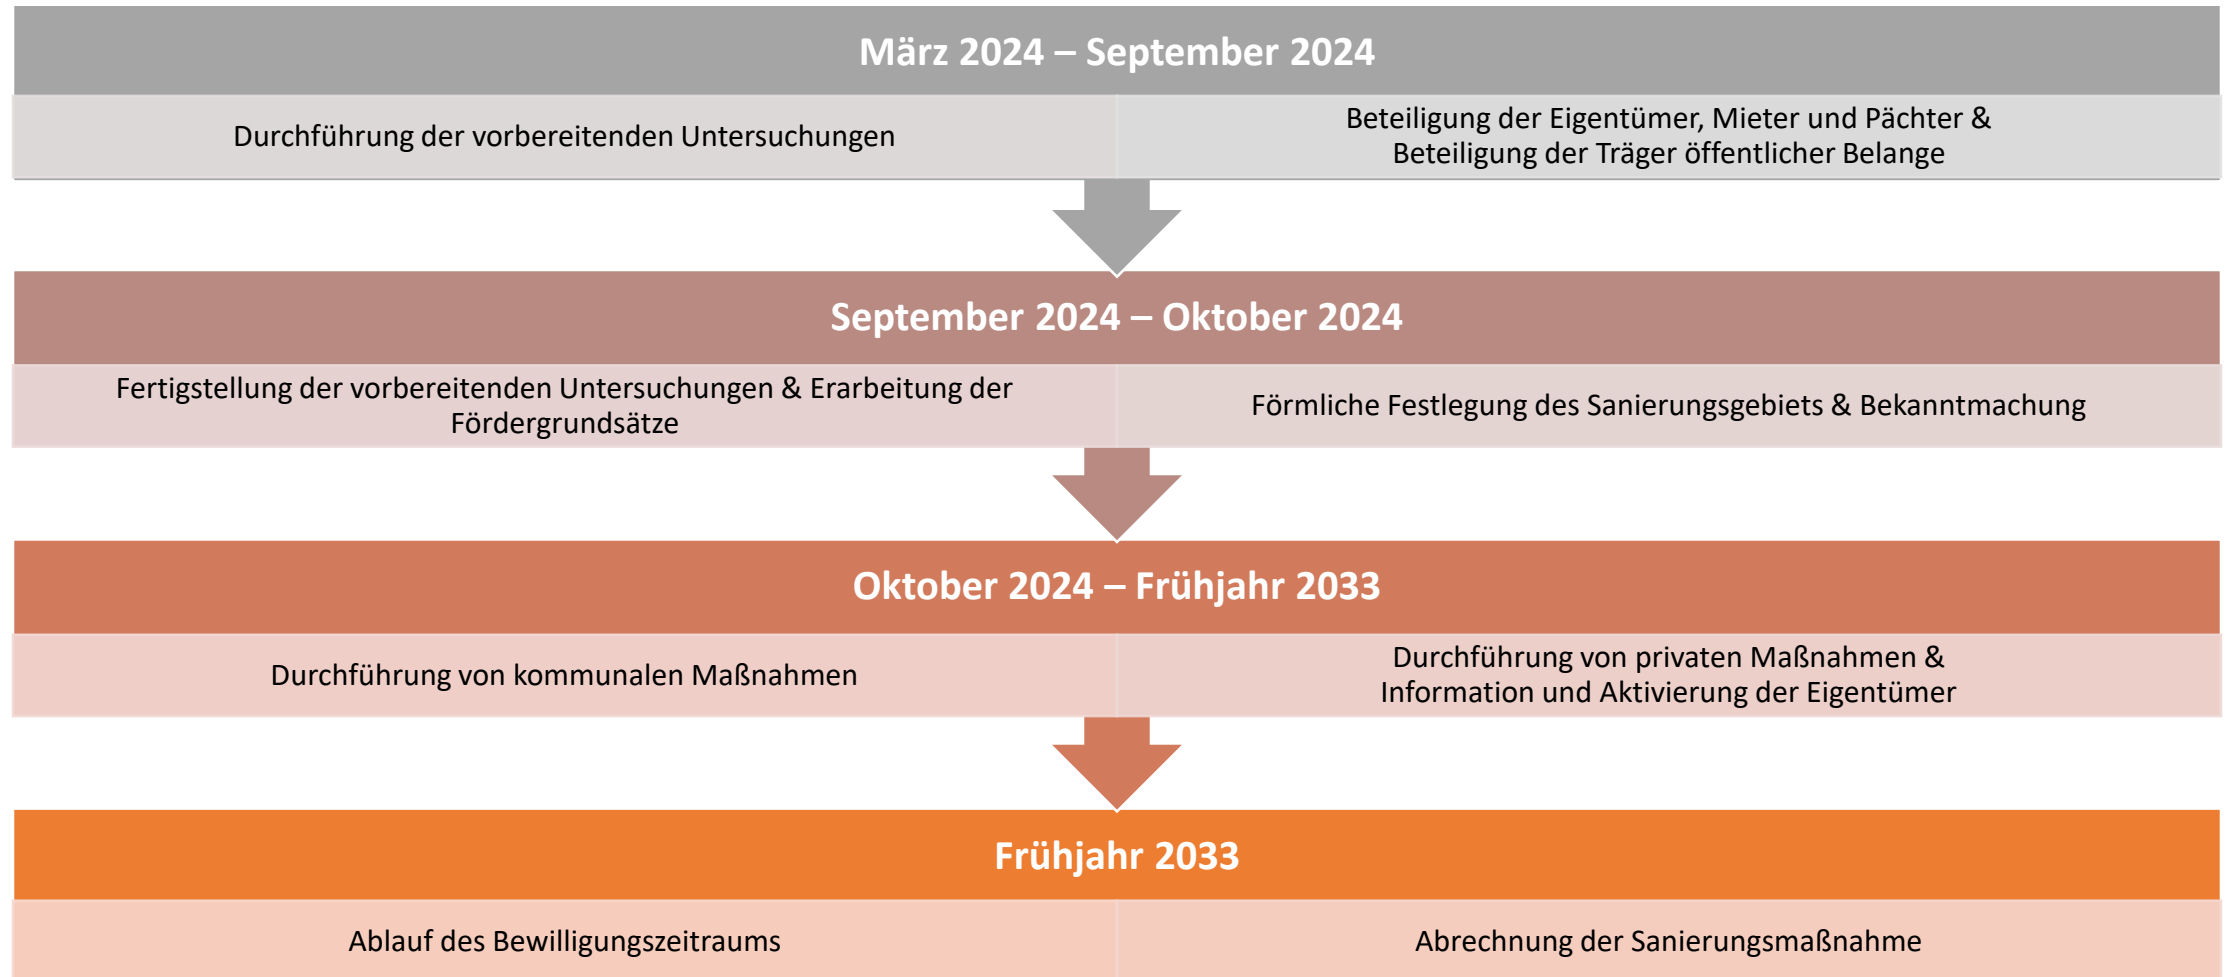 März 2024 – September 2024
Durchführung der vorbereitenden Untersuchungen
Beteiligung der Eigentümer, Mieter und Pächter &
Beteiligung der Träger öffentlicher Belange
September 2024 – Oktober 2024
Fertigstellung der vorbereitenden Untersuchungen & Erarbeitung der
Fördergrundsätze
Förmliche Festlegung des Sanierungsgebiets & Bekanntmachung
Oktober 2024 – Frühjahr 2033
Durchführung von kommunalen Maßnahmen
Durchführung von privaten Maßnahmen &
Information und Aktivierung der Eigentümer
Frühjahr 2033
Ablauf des Bewilligungszeitraums
Abrechnung der Sanierungsmaßnahme